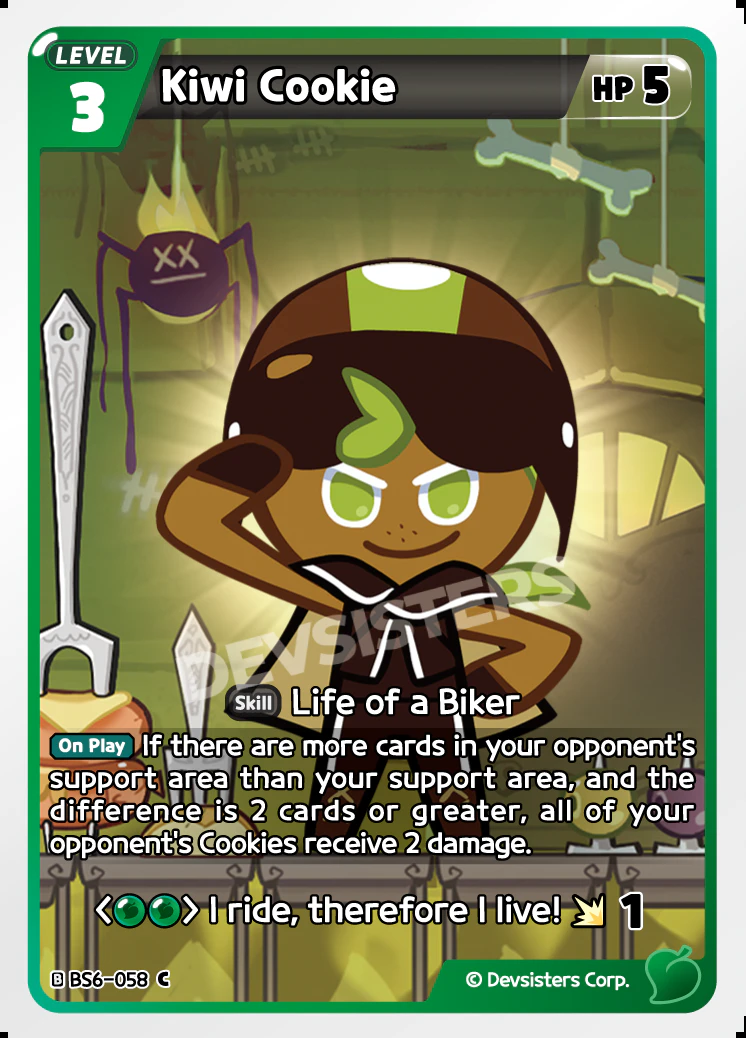 LEVEL
3
Kiwi Cookie
HP 5
XX
DEVSISTERS
Skill Life of a Biker
On Play If there are more cards in your opponent's
support area than your support area, and the
difference is 2 cards or greater, all of your
opponent's Cookies receive 2 damage.
< > I ride, therefore I live! 1
B BS6-058 C
© Devsisters Corp.